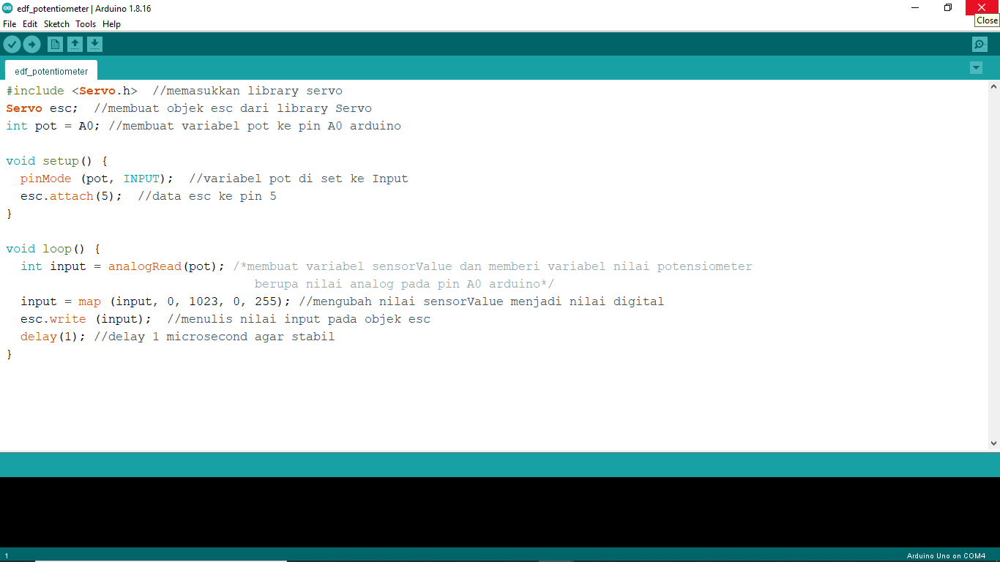 edf_potentiometer | Arduino 1.8.16
Close
File Edit Sketch Tools Help
edf_potentiometer
#include <Servo.h>  //memasukkan library servo
Servo esc;  //membuat objek esc dari library Servo
int pot = A0; //membuat variabel pot ke pin A0 arduino
void setup() {
  pinMode (pot, INPUT);  //variabel pot di set ke Input
  esc.attach(5);  //data esc ke pin 5
}
void loop() {
  int input = analogRead(pot); /*membuat variabel sensorValue dan memberi variabel nilai potensiometer
                                  berupa nilai analog pada pin A0 arduino*/
  input = map (input, 0, 1023, 0, 255); //mengubah nilai sensorValue menjadi nilai digital
  esc.write (input);  //menulis nilai input pada objek esc
  delay(1); //delay 1 microsecond agar stabil
}
1
Arduino Uno on COM4